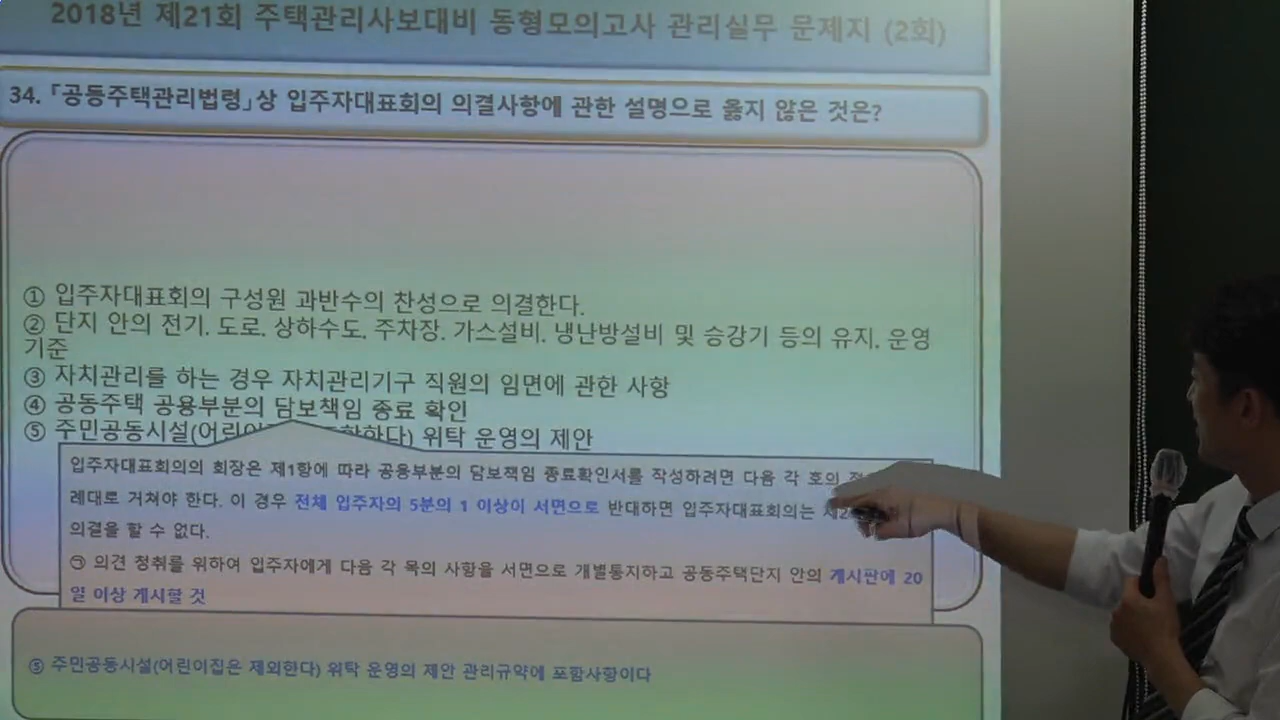 2018년 제21회 주택관리사보대비 동형모의고사 관리실무 문제지 (2회)
34. 「공동주택관리법령」상 입주자대표회의 의결사항에 관한 설명으로 옳지 않은 것은?
① 입주자대표회의 구성원 과반수의 찬성으로 의결한다.
② 단지 안의 전기. 도로. 상하수도. 주차장. 가스설비. 냉난방설비 및 승강기 등의 유지. 운영
기준
③ 자치관리를 하는 경우 자치관리기구 직원의 임면에 관한 사항
④ 공동주택 공용부분의 담보책임 종료 확인
⑤ 주민공동시설(어린이 위탁 운영의 제안
입주자대표회의의 회장은 제1항에 따라 공용부분의 담보책임 종료확인서를 작성하려면 다음 각 호의
례대로 거쳐야 한다. 이 경우 전체 입주자의 5분의 1 이상이 서면으로 반대하면 입주자대표회의는
의결을 할 수 없다.
㉠ 의견 청취를 위하여 입주자에게 다음 각 목의 사항을 서면으로 개별통지하고 공동주택단지 안의 게시판에 20
일 이상 게시할 것
⑤ 주민공동시설(어린이집은 제외한다) 위탁 운영의 제안 관리규약에 포함사항이다